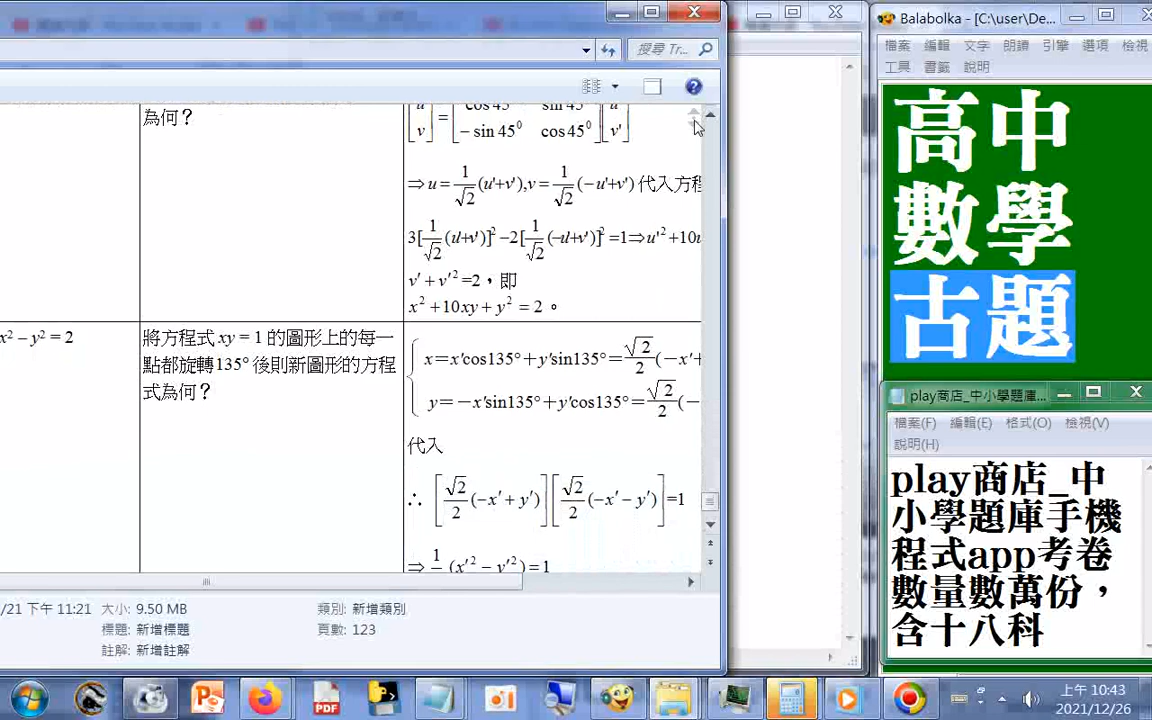 搜尋 Tr...
為何？
[u v] = [cos 45⁰ sin 45⁰ − sin 45⁰ cos 45⁰][u' v']
⇒ u = 1/√2 (u'+v'), v = 1/√2 (−u'+v') 代入方程
3[1/√2 (u'+v')]² −2[1/√2 (−u'+v')]² =1⇒u'² +10u
v' + v'² =2，即
x² +10xy + y² = 2。
x² – y² = 2
將方程式 xy = 1 的圖形上的每一
點都旋轉135° 後則新圖形的方程
式為何？
x＝x'cos135°＋y'sin135°＝√2/2 (−x'+
y＝−x'sin135°＋y'cos135°＝√2/2 (−
代入
∴ [√2/2 (−x' + y')][√2/2 (−x' − y')]=1
⇒ 1 (x'² − y'²) = 1
/21 下午 11:21 大小: 9.50 MB 類別: 新增類別
標題: 新增標題 頁數: 123
註解: 新增註解
Balabolka - [C:\user\De...
檔案 編輯 文字 朗讀 引擎 選項 檢視
工具 書籤 說明
高中
數學
古題
play商店_中小學題庫...
檔案(F) 編輯(E) 格式(O) 檢視(V)
說明(H)
play商店_中
小學題庫手機
程式app考卷
數量數萬份，
含十八科
PDF
上午 10:43
2021/12/26